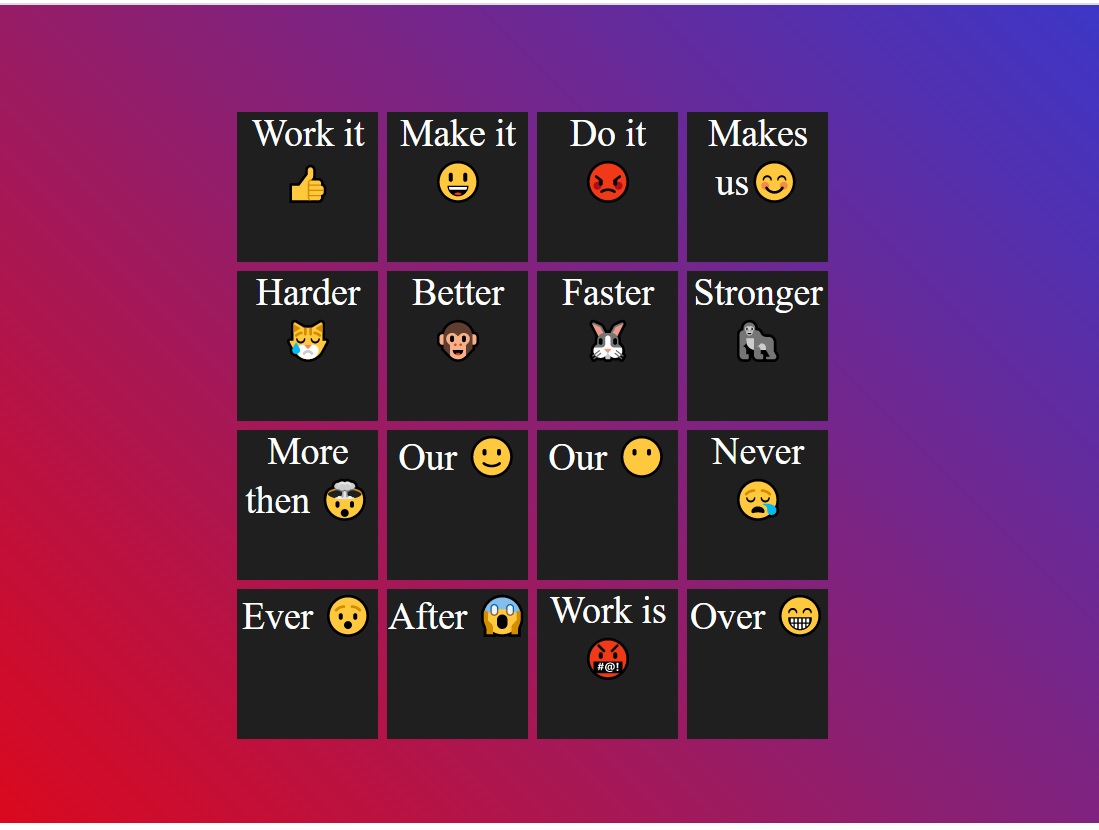 Work it
👍
Make it
😃
Do it
😡
Makes
us😊
Harder
😿
Better
🐵
Faster
🐰
Stronger
🦍
More
then 🤯
Our 🙂
Our 😶
Never
😪
Ever 😯
After 😱
Work is
🤬
Over 😁